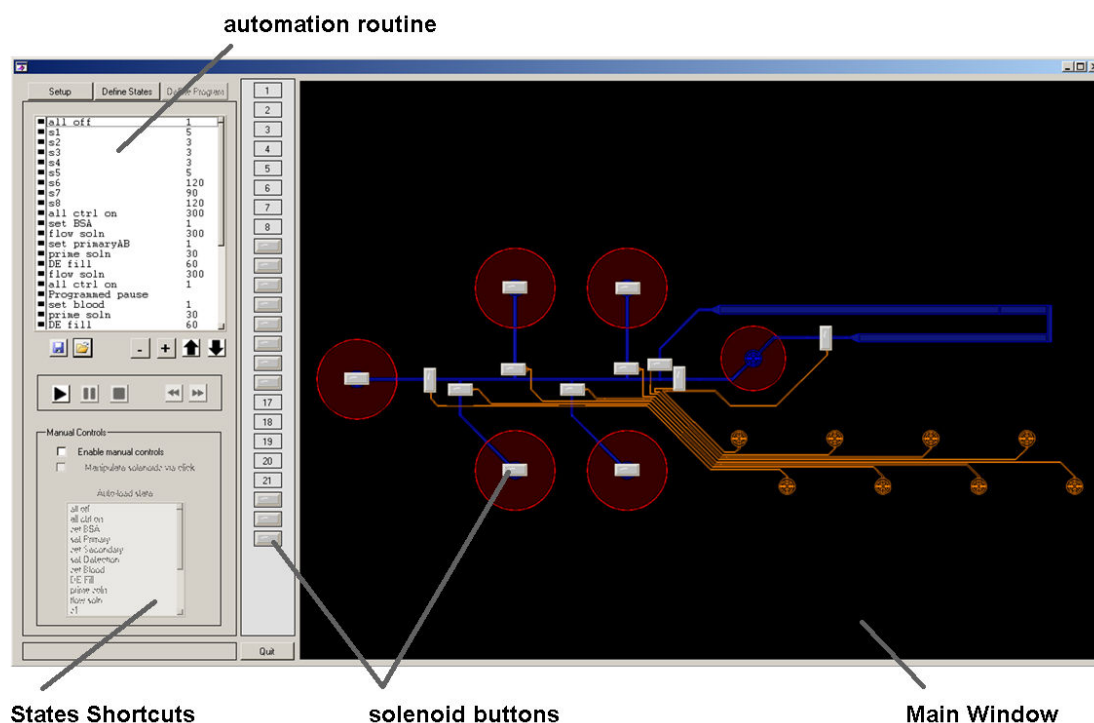 automation routine
Setup Define States Define Program
all off 1
s1 5
s2 3
s3 3
s4 3
s5 5
s6 120
s7 90
s8 120
all ctrl on 300
set BSA 1
flow soln 300
set primaryAB 1
prime soln 30
DE fill 60
flow soln 300
all ctrl on 1
Programmed pause
set blood 1
prime soln 30
DE fill 60
- +
Manual Controls
Enable manual controls
Manipulate solenoids via click
Auto-load state
all off
all ctrl on
set BSA
set Primary
set Secondary
set Detection
set Blood
DE Fill
prime soln
flow soln
s1
1
2
3
4
5
6
7
8
17
18
19
20
21
Quit
States Shortcuts
solenoid buttons
Main Window